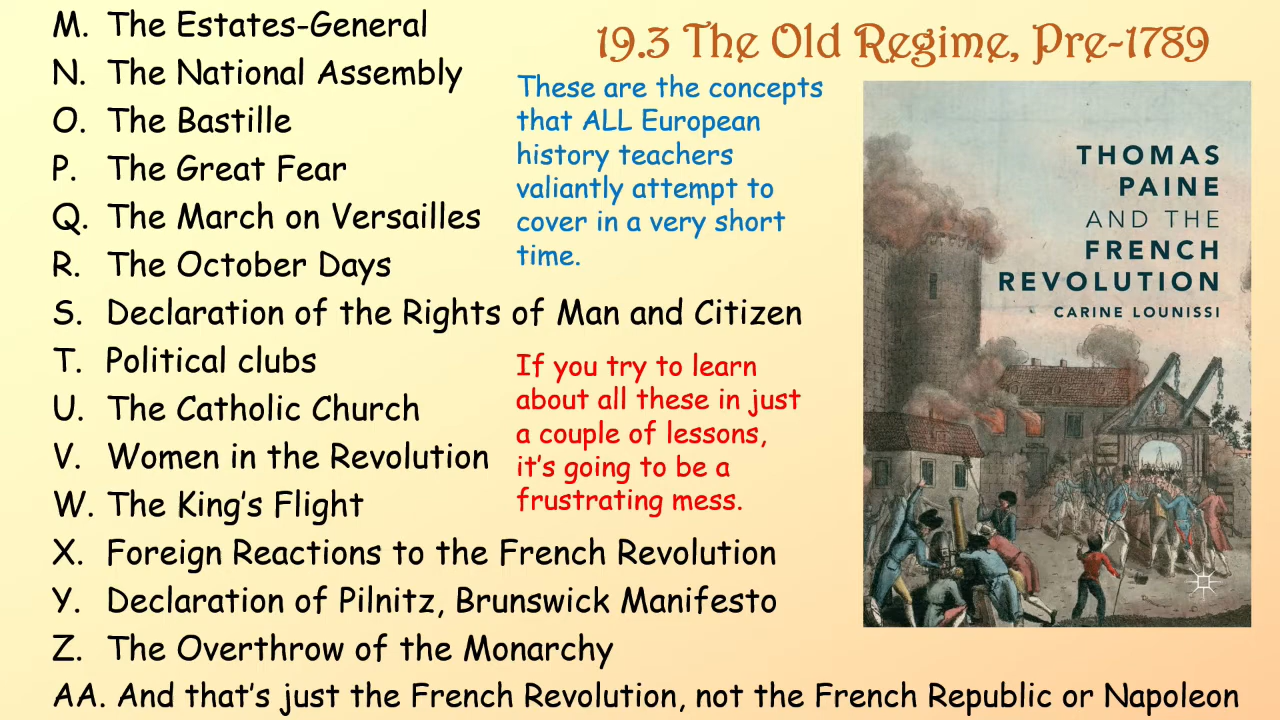 19.3 The Old Regime, Pre-1789
M. The Estates-General
N. The National Assembly
O. The Bastille
P. The Great Fear
Q. The March on Versailles
R. The October Days
S. Declaration of the Rights of Man and Citizen
T. Political clubs
U. The Catholic Church
V. Women in the Revolution
W. The King's Flight
X. Foreign Reactions to the French Revolution
Y. Declaration of Pilnitz, Brunswick Manifesto
Z. The Overthrow of the Monarchy
AA. And that's just the French Revolution, not the French Republic or Napoleon
These are the concepts
that ALL European
history teachers
valiantly attempt to
cover in a very short
time.
If you try to learn
about all these in just
a couple of lessons,
it's going to be a
frustrating mess.
THOMAS
PAINE
AND THE
FRENCH
REVOLUTION
CARINE LOUNISSI